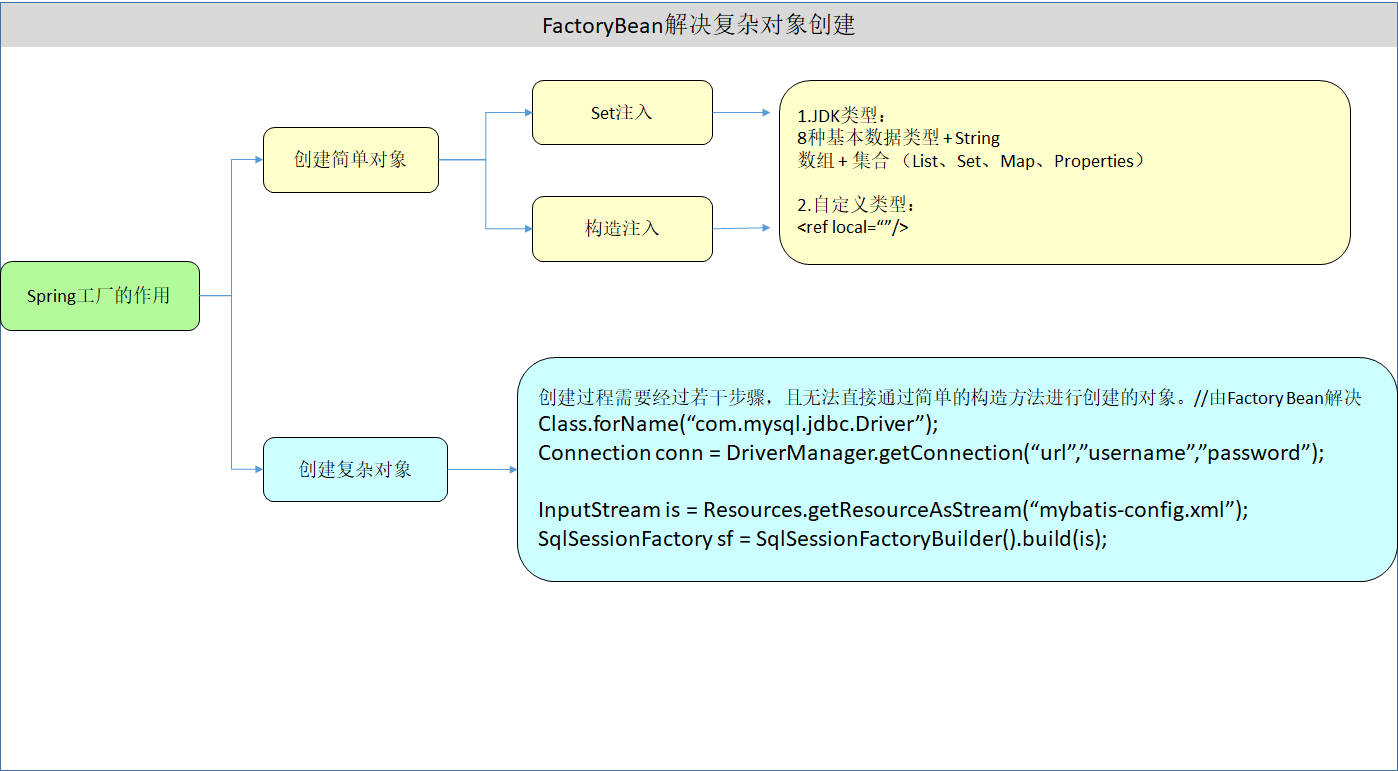 FactoryBean解决复杂对象创建
Spring工厂的作用
创建简单对象
Set注入
构造注入
1.JDK类型：
8种基本数据类型 + String
数组 + 集合 （List、Set、Map、Properties）
2.自定义类型：
<ref local=“”/>
创建复杂对象
创建过程需要经过若干步骤，且无法直接通过简单的构造方法进行创建的对象。//由Factory Bean解决
Class.forName(“com.mysql.jdbc.Driver”);
Connection conn = DriverManager.getConnection(“url”,”username”,”password”);
InputStream is = Resources.getResourceAsStream(“mybatis-config.xml”);
SqlSessionFactory sf = SqlSessionFactoryBuilder().build(is);